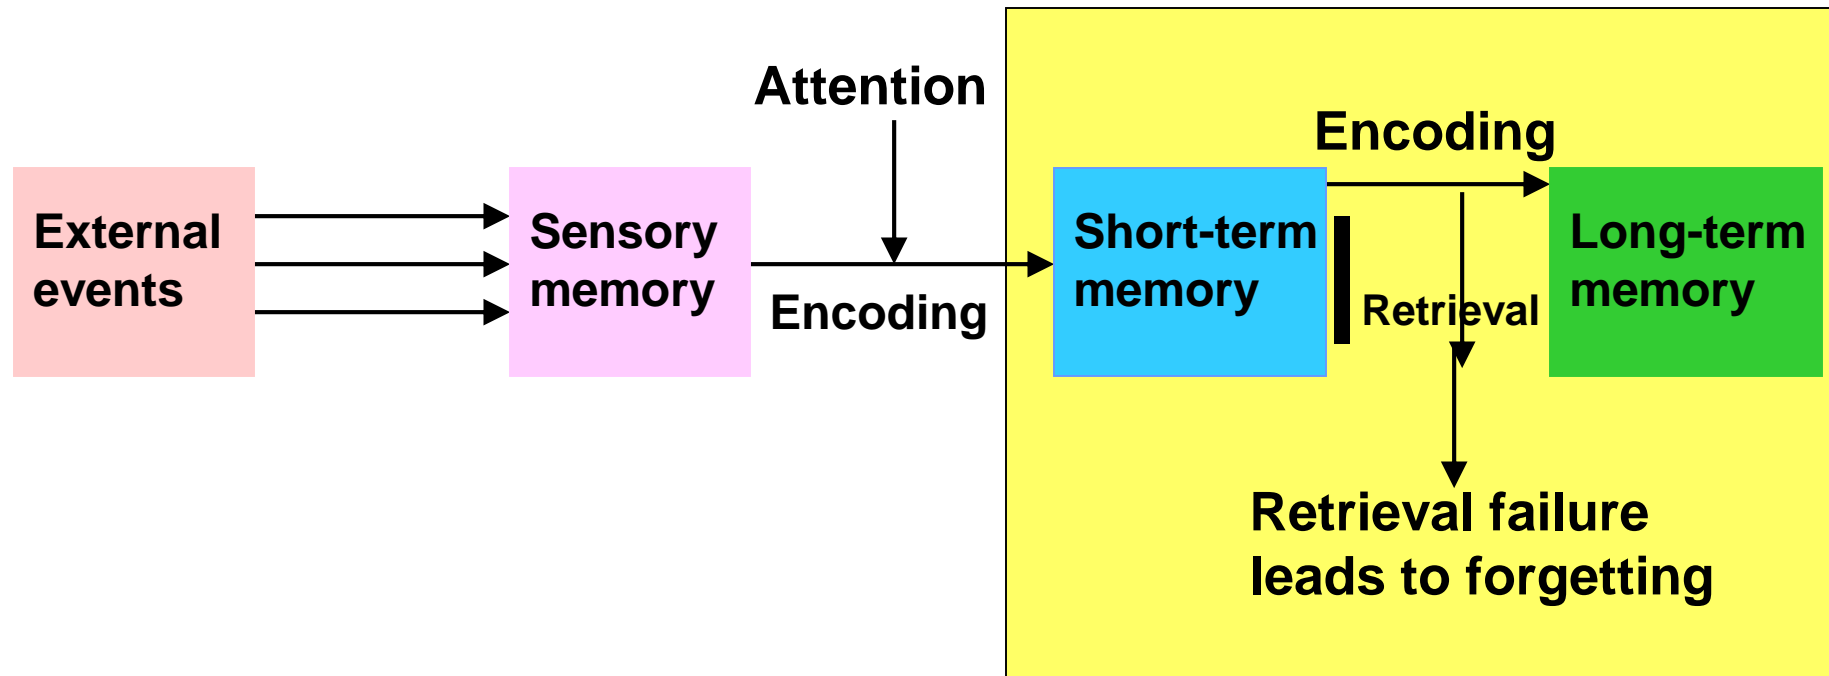 Attention
Encoding
External
events
Sensory
memory
Encoding
Short-term
memory
Retrieval
Long-term
memory
Retrieval failure
leads to forgetting